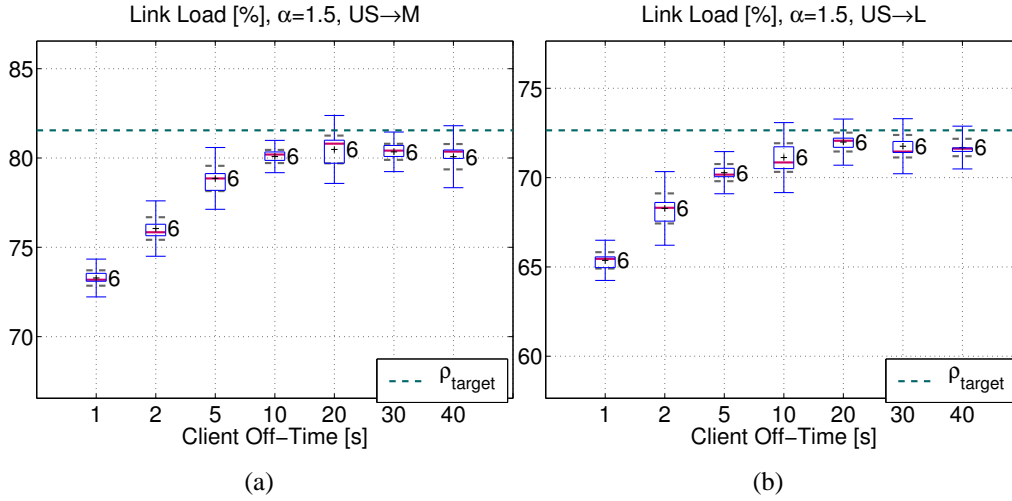 Link Load [%], α=1.5, US→M
85
80
75
70
6
6
6
6
6
6
6
ρtarget
1 2 5 10 20 30 40
Client Off−Time [s]
(a)
Link Load [%], α=1.5, US→L
75
70
65
60
6
6
6
6
6
6
6
ρtarget
1 2 5 10 20 30 40
Client Off−Time [s]
(b)